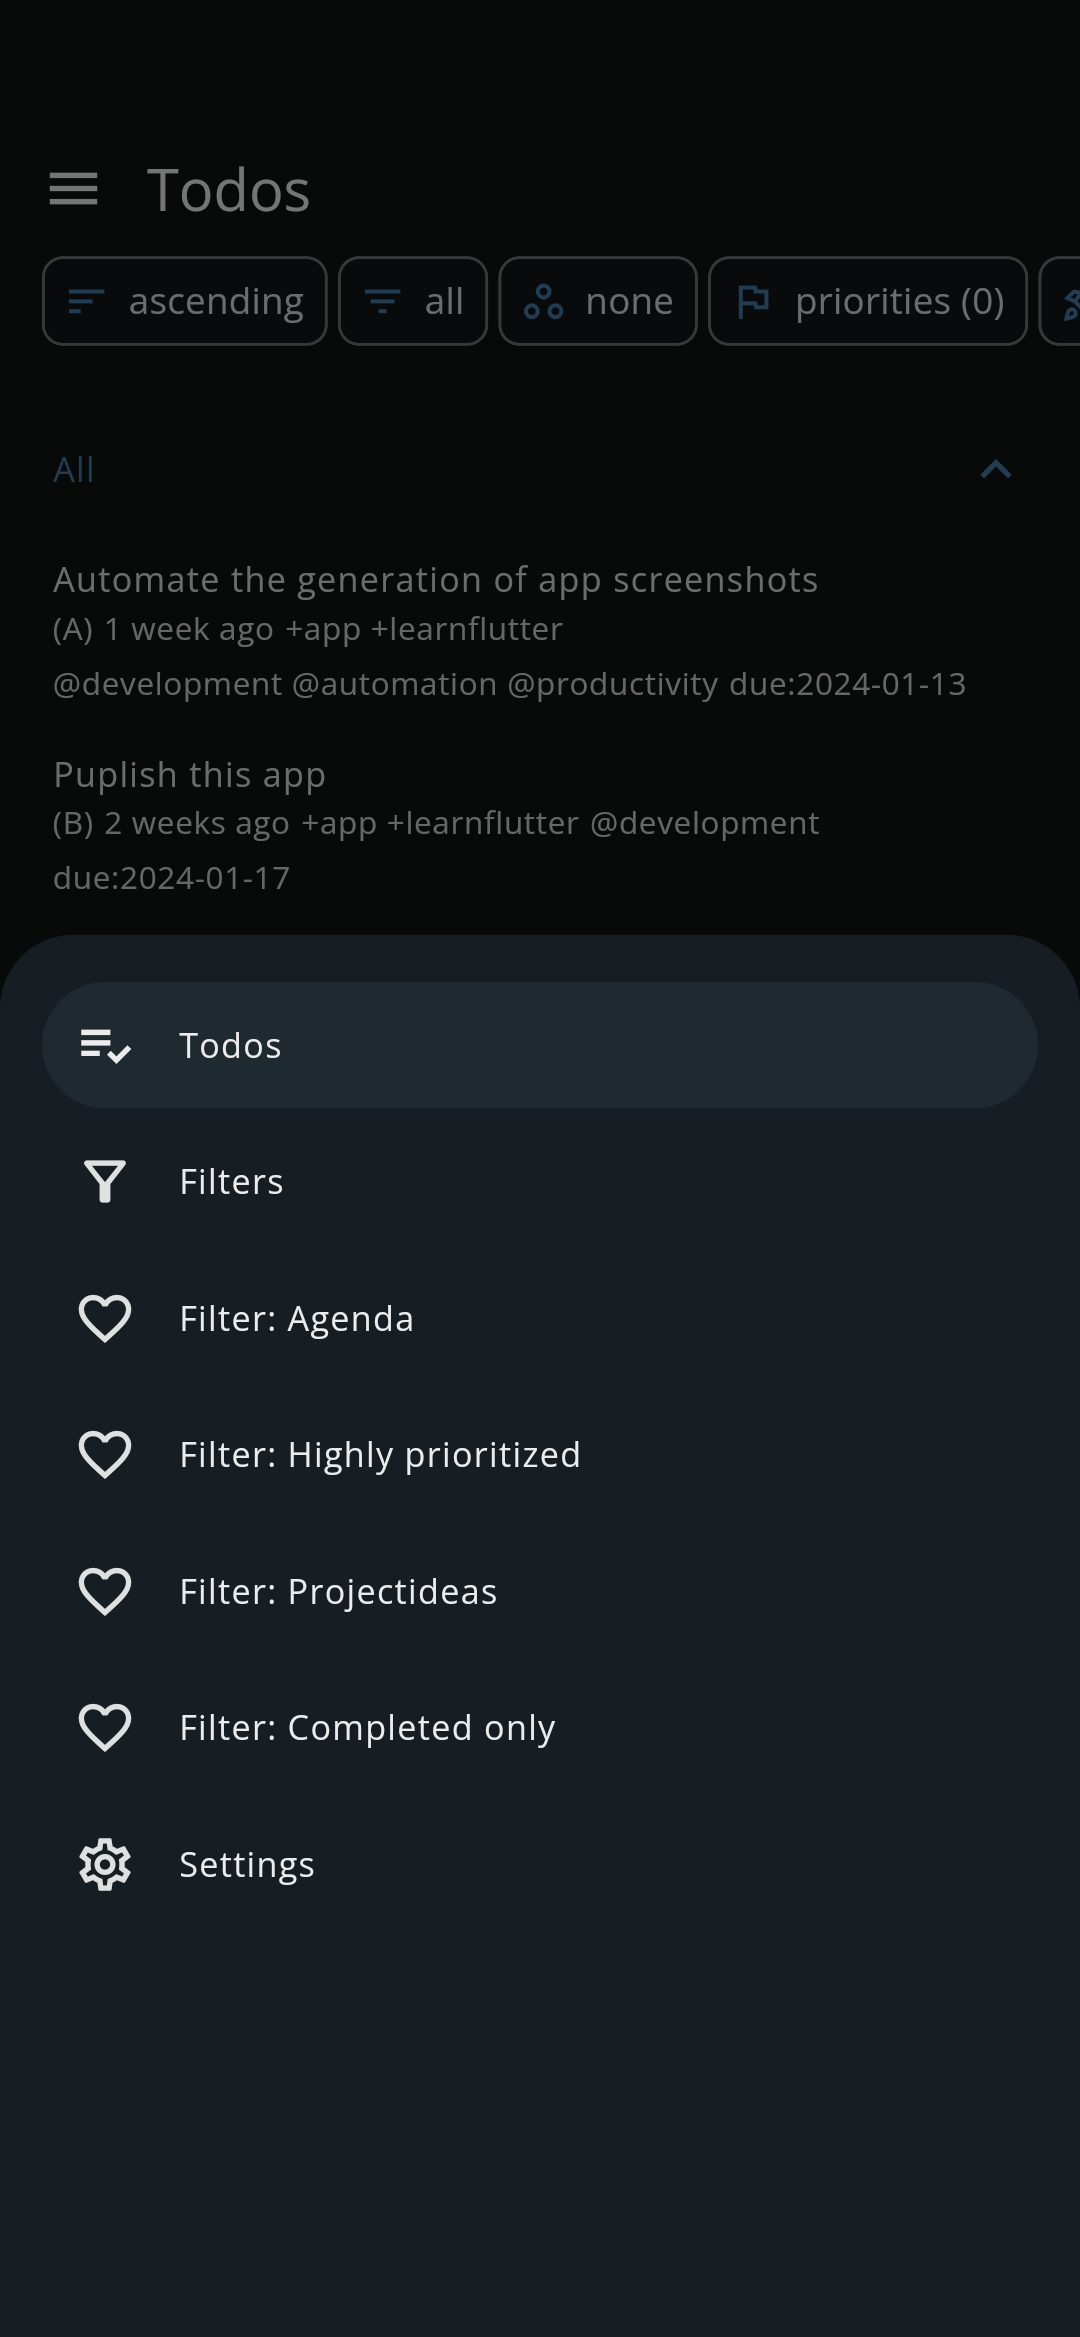 Todos
ascending all none priorities (0)
All
Automate the generation of app screenshots
(A) 1 week ago +app +learnflutter
@development @automation @productivity due:2024-01-13
Puplish this app
(B) 2 weeks ago +app +learnflutter @development
due:2024-01-17
Todos
Filters
Filter: Agenda
Filter: Highly prioritized
Filter: Projectideas
Filter: Completed only
Settings